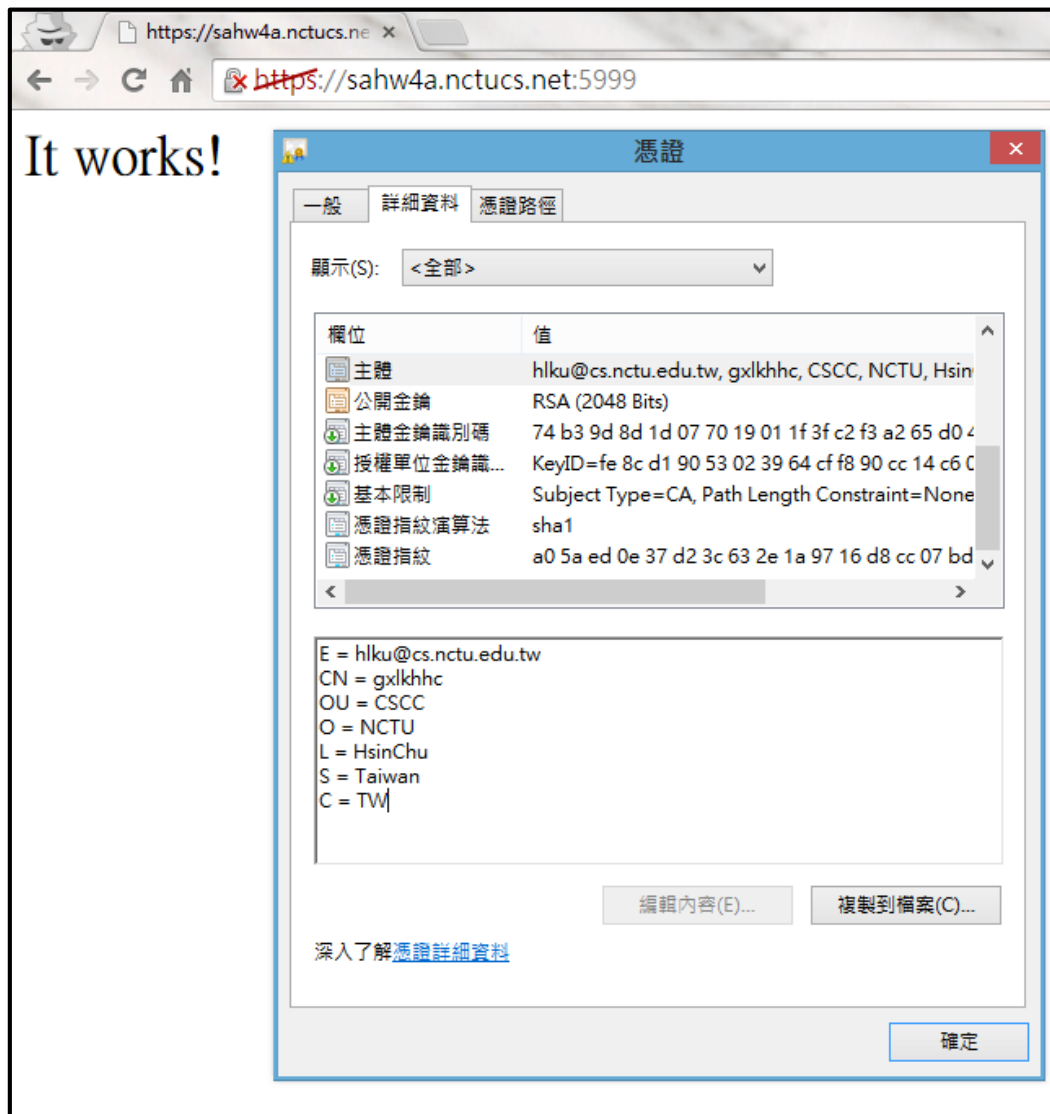 https://sahw4a.nctucs.ne
https://sahw4a.nctucs.net:5999
It works!
憑證
一般 詳細資料 憑證路徑
顯示(S): <全部>
欄位 值
主體 hlku@cs.nctu.edu.tw, gxlkhhc, CSCC, NCTU, Hsin
公開金鑰 RSA (2048 Bits)
主體金鑰識別碼 74 b3 9d 8d 1d 07 70 19 01 1f 3f c2 f3 a2 65 d0 4
授權單位金鑰識... KeyID=fe 8c d1 90 53 02 39 64 cf f8 90 cc 14 c6 0
基本限制 Subject Type=CA, Path Length Constraint=None
憑證指紋演算法 sha1
憑證指紋 a0 5a ed 0e 37 d2 3c 63 2e 1a 97 16 d8 cc 07 bd
E = hlku@cs.nctu.edu.tw
CN = gxlkhhc
OU = CSCC
O = NCTU
L = HsinChu
S = Taiwan
C = TW
編輯內容(E)... 複製到檔案(C)...
深入了解憑證詳細資料
確定